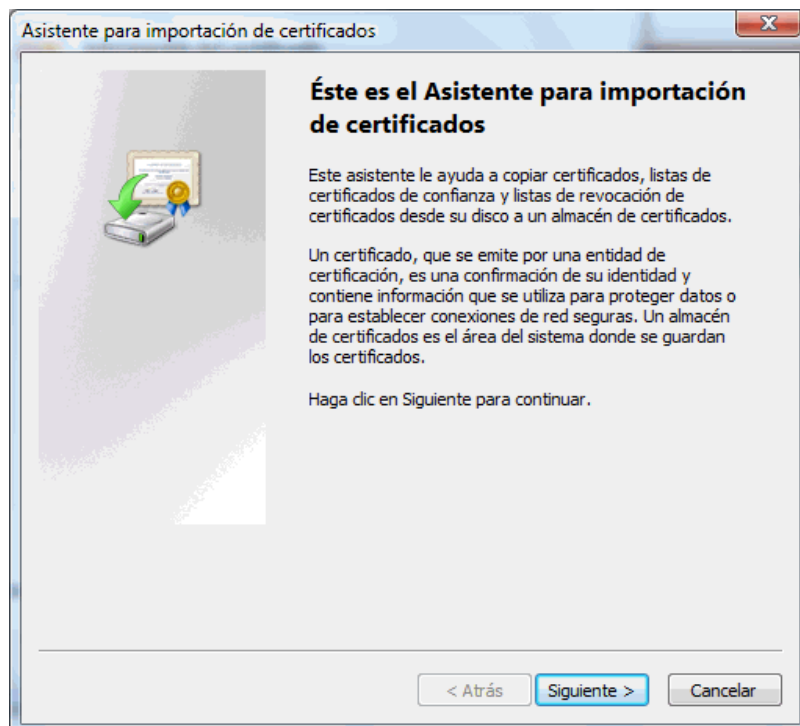 Asistente para importación de certificados
Éste es el Asistente para importación
de certificados
Este asistente le ayuda a copiar certificados, listas de
certificados de confianza y listas de revocación de
certificados desde su disco a un almacén de certificados.
Un certificado, que se emite por una entidad de
certificación, es una confirmación de su identidad y
contiene información que se utiliza para proteger datos o
para establecer conexiones de red seguras. Un almacén
de certificados es el área del sistema donde se guardan
los certificados.
Haga clic en Siguiente para continuar.
< Atrás
Siguiente >
Cancelar